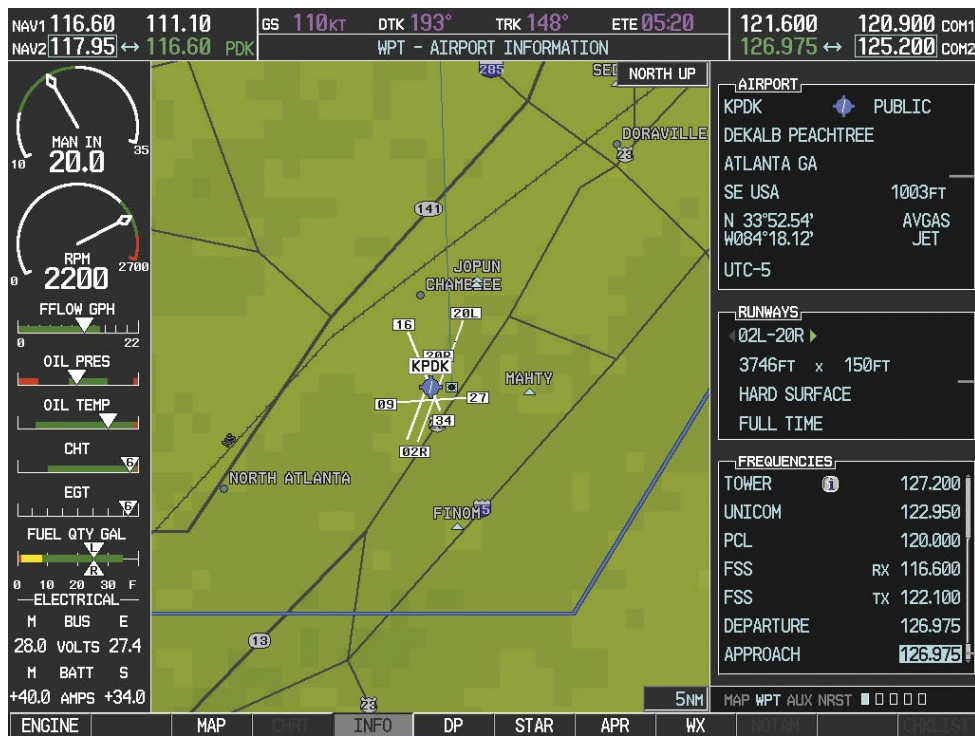 NAV1 116.60 111.10
NAV2 117.95 ↔ 116.60 PDK
GS 110KT DTK 193° TRK 148° ETE 05:20
WPT - AIRPORT INFORMATION
121.600 120.900 COM1
126.975 ↔ 125.200 COM2
MAN IN
20.0
10 35
RPM
2200
0 2700
FFLOW GPH
0 22
OIL PRES
OIL TEMP
CHT
6
EGT
6
FUEL QTY GAL
L
R
0 10 20 30 F
ELECTRICAL
M BUS E
28.0 VOLTS 27.4
M BATT S
+40.0 AMPS +34.0
NORTH UP
285
DORAVILLE
23
141
JOPUN
CHAMBLEE
16
20L
20R
KPDK
MAHTY
09
27
34
02R
NORTH ATLANTA
FINOM
13
23
5NM
AIRPORT
KPDK PUBLIC
DEKALB PEACHTREE
ATLANTA GA
SE USA 1003FT
N 33°52.54' AVGAS
W084°18.12' JET
UTC-5
RUNWAYS
02L-20R
3746FT x 150FT
HARD SURFACE
FULL TIME
FREQUENCIES
TOWER i 127.200
UNICOM 122.950
PCL 120.000
FSS RX 116.600
FSS TX 122.100
DEPARTURE 126.975
APPROACH 126.975
MAP WPT AUX NRST
ENGINE MAP CHRT INFO DP STAR APR WX NOTAM CHKLIST